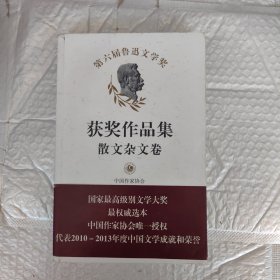 第六届鲁迅文学奖
获奖作品集
散文杂文卷
中国作家协会
国家最高级别文学大奖
最权威选本
中国作家协会唯一授权
代表2010-2013年度中国文学成就和荣誉